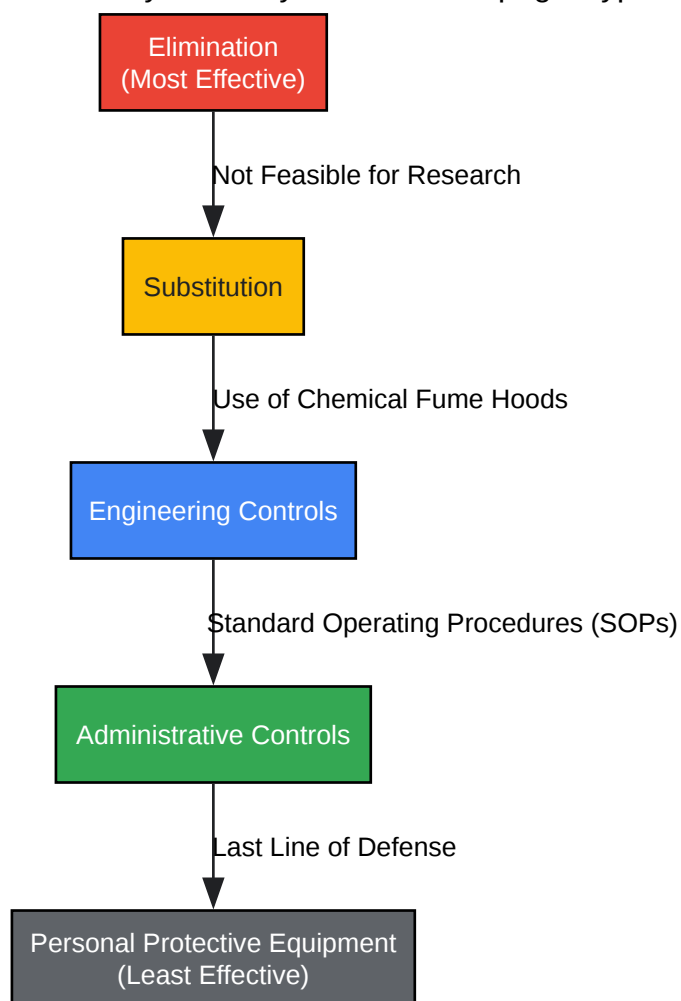 Elimination
(Most Effective)
Not Feasible for Research
Substitution
Use of Chemical Fume Hoods
Engineering Controls
Standard Operating Procedures (SOPs)
Administrative Controls
Last Line of Defense
Personal Protective Equipment
(Least Effective)